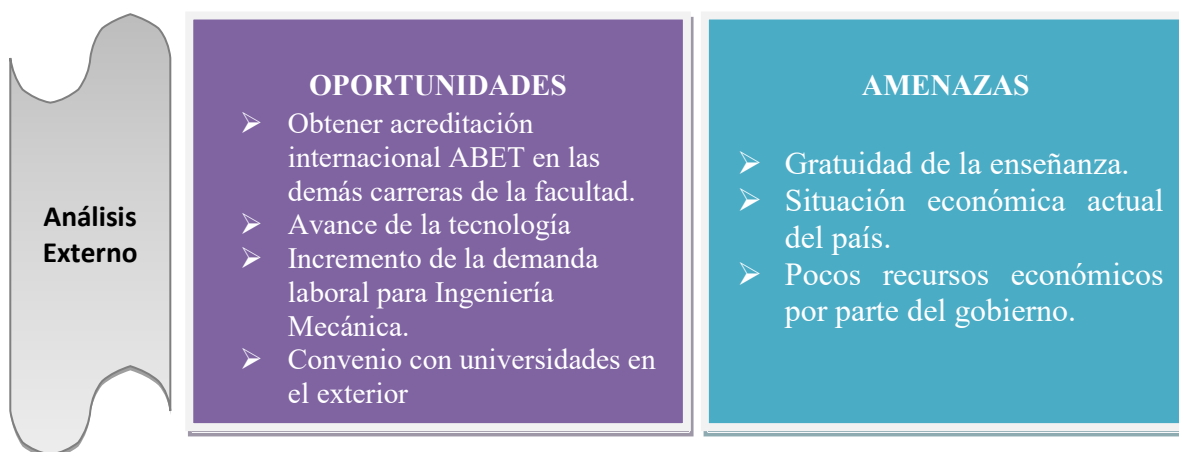 Análisis
Externo
OPORTUNIDADES
➢ Obtener acreditación
internacional ABET en las
demás carreras de la facultad.
➢ Avance de la tecnología
➢ Incremento de la demanda
laboral para Ingeniería
Mecánica.
➢ Convenio con universidades en
el exterior
AMENAZAS
➢ Gratuidad de la enseñanza.
➢ Situación económica actual
del país.
➢ Pocos recursos económicos
por parte del gobierno.